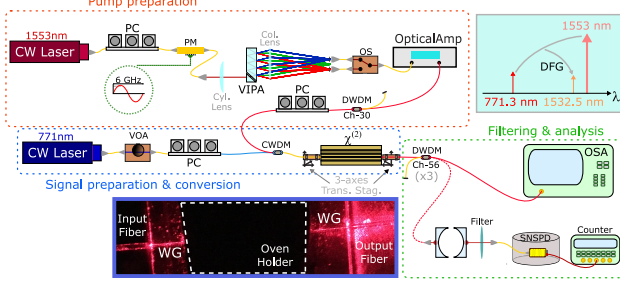 Pump preparation
1553nm
CW Laser
PC
PM
6 GHz
Cyl.
Lens
VIPA
Col.
Lens
OS
OpticalAmp
PC
DWDM
Ch-30
1553 nm
DFG
λ
771.3 nm
1532.5 nm
771nm
CW Laser
VOA
PC
CWDM
χ(2)
3-axes
Trans. Stag.
Signal preparation & conversion
DWDM
Ch-56
(x3)
Filtering & analysis
OSA
Filter
SNSPD
Counter
Input
Fiber
WG
Oven
Holder
WG
Output
Fiber